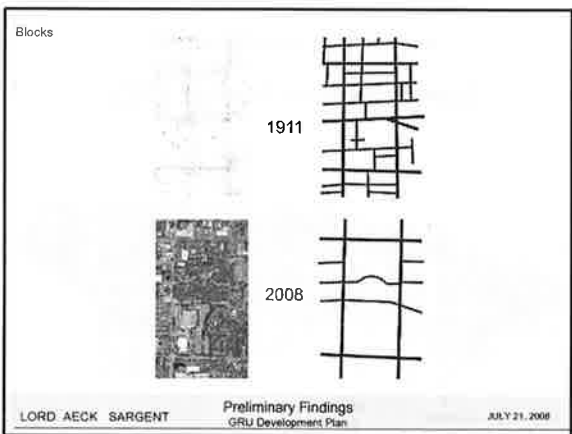 Blocks
1911
2008
LORD AECK SARGENT
Preliminary Findings
GRU Development Plan
JULY 21, 2008